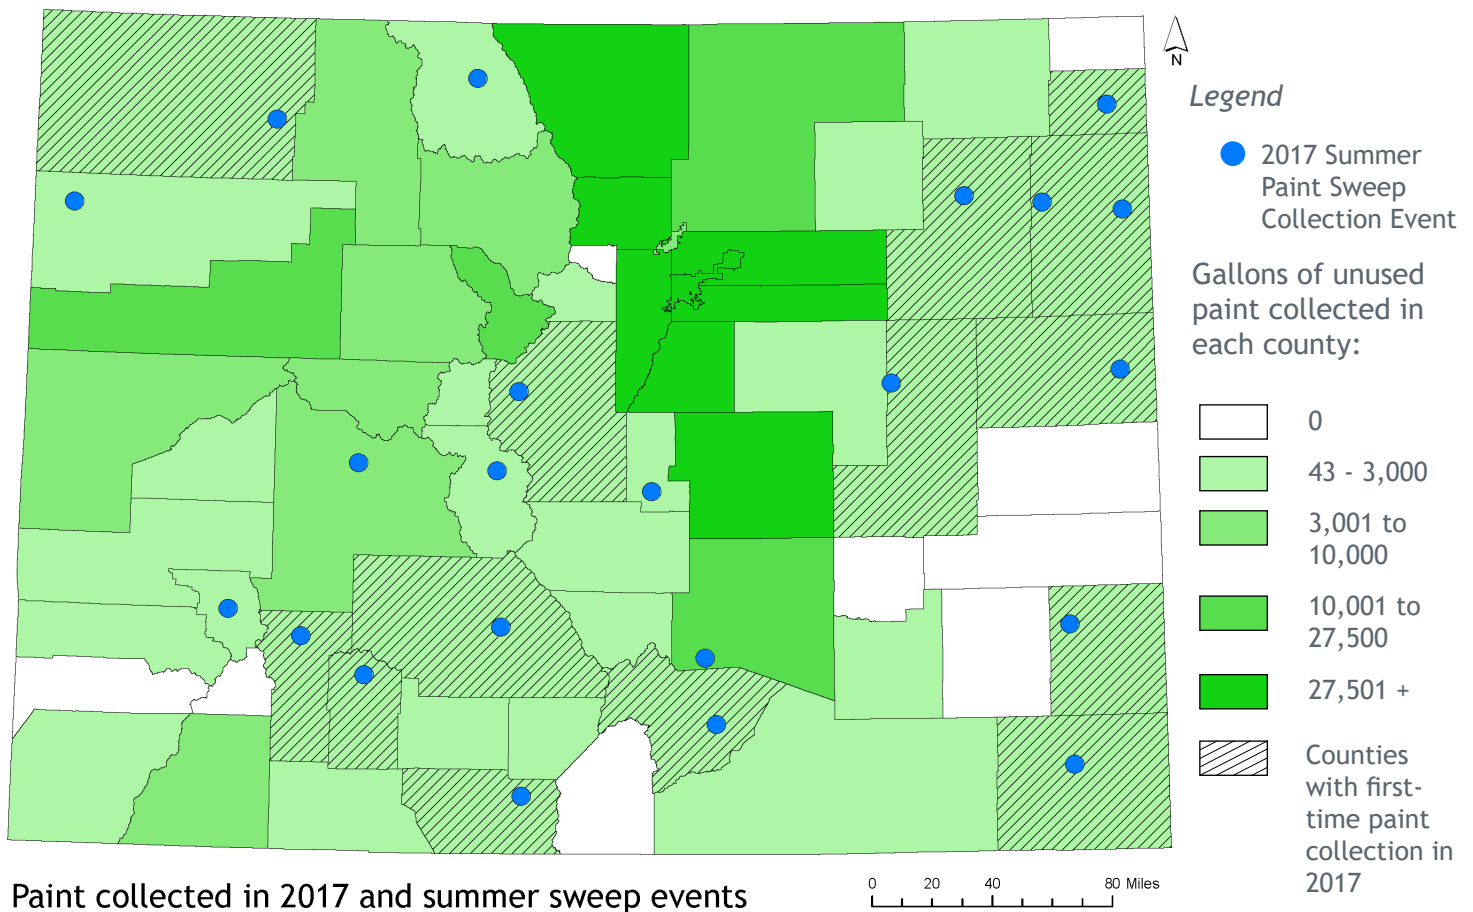 N
Legend
2017 Summer
Paint Sweep
Collection Event
Gallons of unused
paint collected in
each county:
0
43 - 3,000
3,001 to
10,000
10,001 to
27,500
27,501 +
Counties
with first-
time paint
collection in
2017
Paint collected in 2017 and summer sweep events
0 20 40 80 Miles